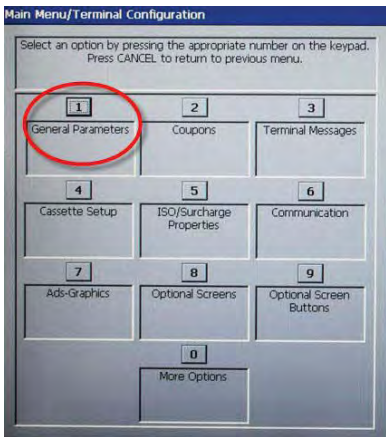 Main Menu/Terminal Configuration
Select an option by pressing the appropriate number on the keypad.
Press CANCEL to return to previous menu.
1 2 3
General Parameters Coupons Terminal Messages
4 5 6
Cassette Setup ISO/Surcharge Communication
Properties
7 8 9
Ads-Graphics Optional Screens Optional Screen
Buttons
0
More Options